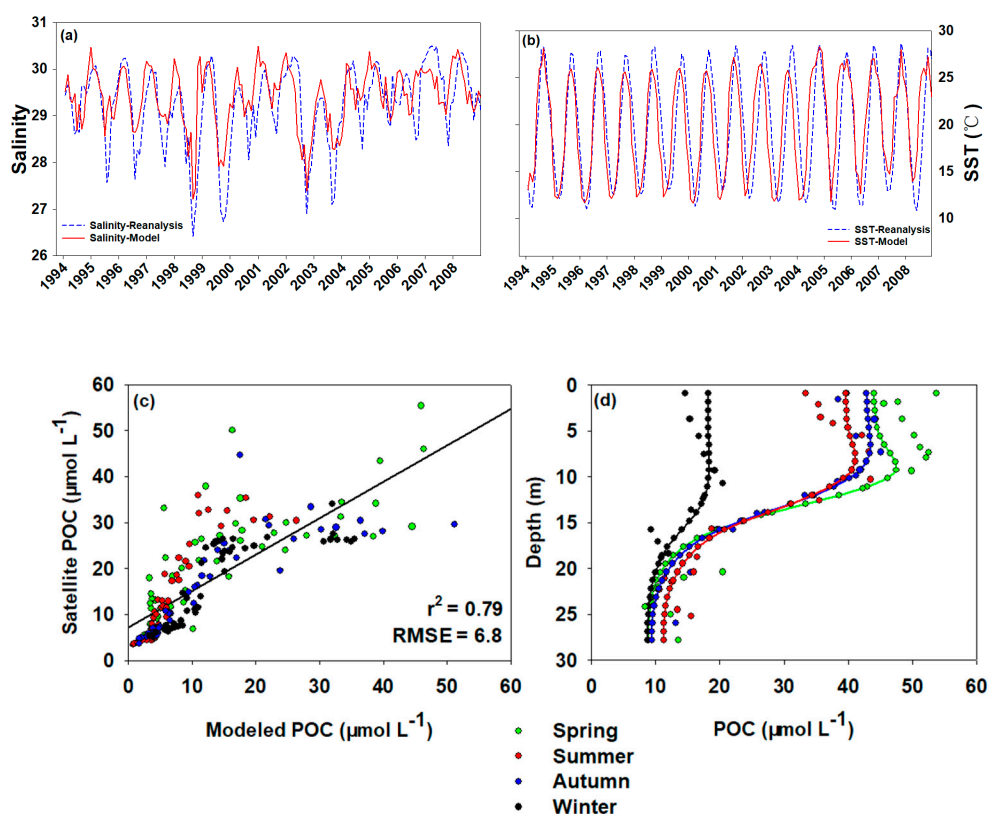 (a)
Salinity
31
30
29
28
27
26
Salinity-Reanalysis
Salinity-Model
1994
1995
1996
1997
1998
1999
2000
2001
2002
2003
2004
2005
2006
2007
2008
(b)
SST (℃)
30
25
20
15
10
SST-Reanalysis
SST-Model
1994
1995
1996
1997
1998
1999
2000
2001
2002
2003
2004
2005
2006
2007
2008
(c)
Satellite POC (µmol L⁻¹)
60
50
40
30
20
10
0
r² = 0.79
RMSE = 6.8
0 10 20 30 40 50 60
Modeled POC (µmol L⁻¹)
(d)
Depth (m)
0
5
10
15
20
25
30
0 10 20 30 40 50 60
POC (µmol L⁻¹)
Spring
Summer
Autumn
Winter